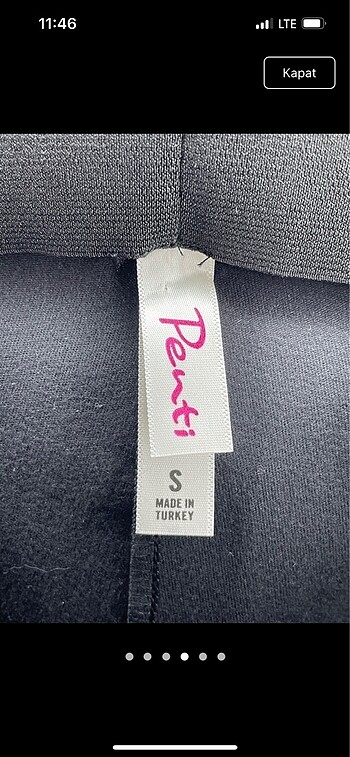 11:46
LTE
Kapat
Penti
S
MADE IN
TURKEY